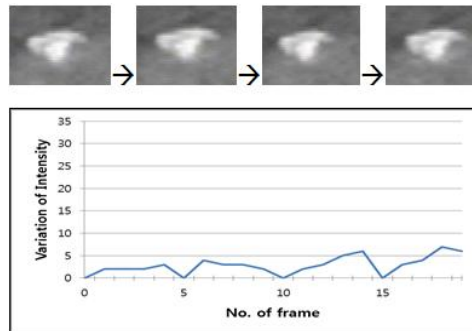 → → →
35
30
25
20
15
10
5
0
Variation of Intensity
0 5 10 15
No. of frame